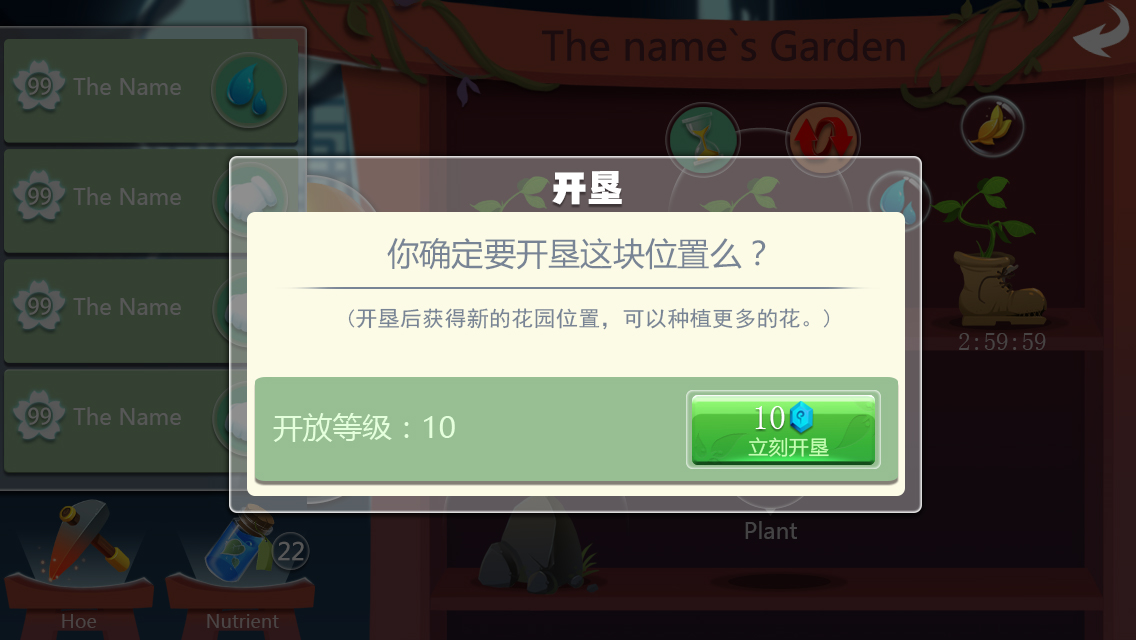 The name`s Garden
99 The Name
99 The Name
99 The Name
99 The Name
开垦
你确定要开垦这块位置么？
（开垦后获得新的花园位置，可以种植更多的花。）
开放等级：10
10
立刻开垦
2:59:59
Plant
22
Hoe
Nutrient